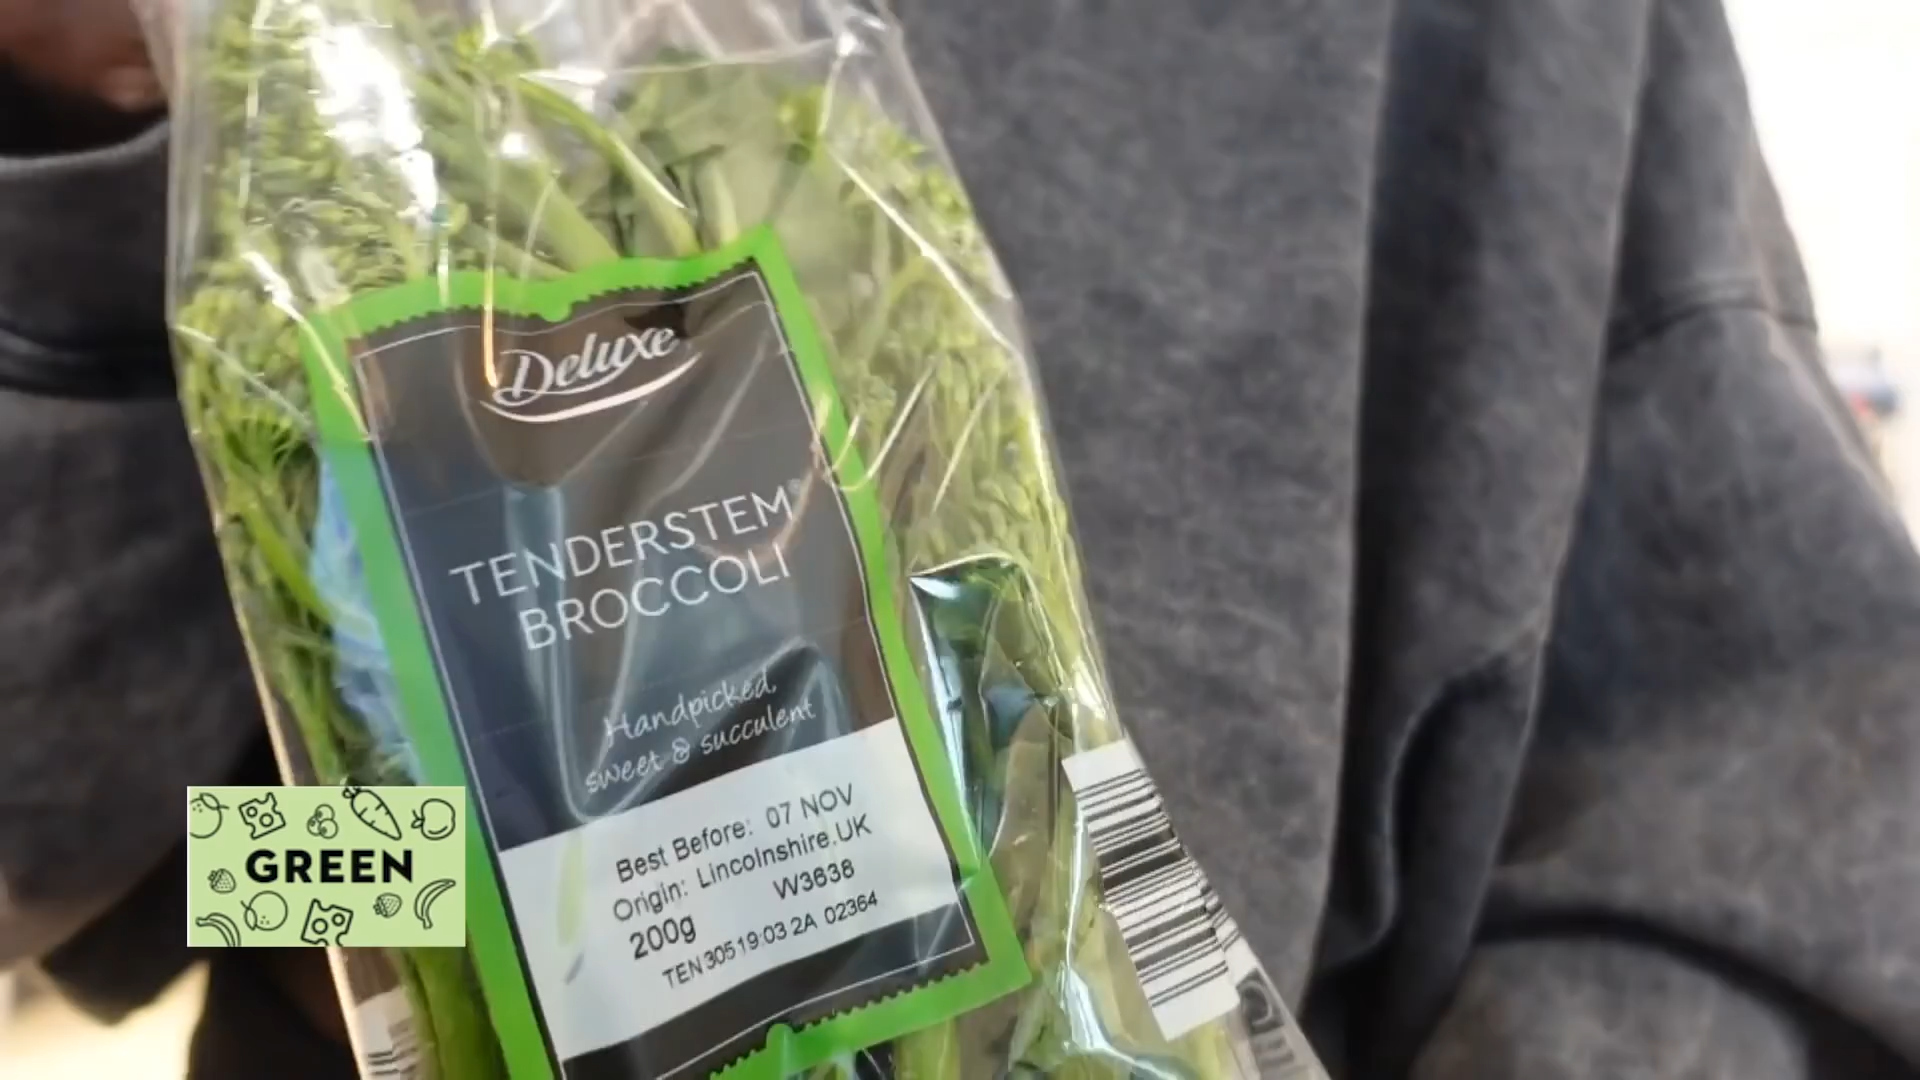 Deluxe
TENDERSTEM®
BROCCOLI
Handpicked,
sweet & succulent
Best Before: 07 NOV
Origin: Lincolnshire.UK
200g W3638
TEN 305 19:03 2A 02364
GREEN